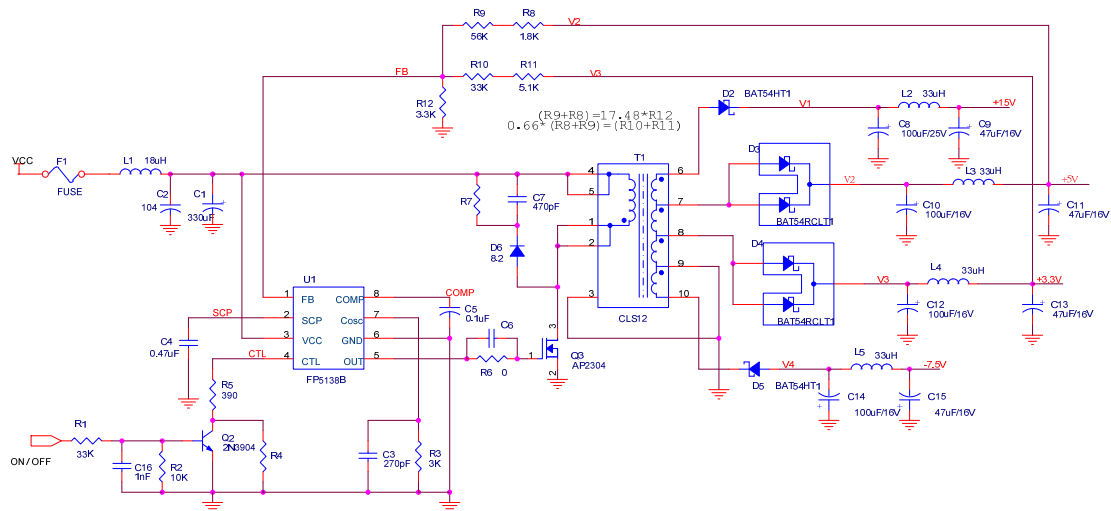 R9
56K
R8
1.8K
V2
FB
R10
33K
R11
5.1K
V3
R12
3.3K
(R9+R8)=17.48*R12
0.66*(R8+R9)=(R10+R11)
D2
BAT54HT1
V1
L2
33uH
+15V
C8
100uF/25V
C9
47uF/16V
VCC
F1
FUSE
L1
18uH
C2
104
C1
330uF
R7
C7
470pF
D6
8.2
T1
4
5
1
2
3
6
7
8
9
10
CLS12
D3
BAT54RCLT1
V2
L3
33uH
+5V
C10
100uF/16V
C11
47uF/16V
D4
BAT54RCLT1
V3
L4
33uH
+3.3V
C12
100uF/16V
C13
47uF/16V
U1
1
FB
COMP
8
COMP
SCP
2
SCP
Cosc
7
3
VCC
GND
6
CTL
4
CTL
OUT
5
FP5138B
C4
0.47uF
C5
0.1uF
C6
R6
0
1
3
2
Q3
AP2304
D5
BAT54HT1
V4
L5
33uH
-7.5V
C14
100uF/16V
C15
47uF/16V
R5
390
Q2
2N3904
R4
ON/OFF
R1
33K
C16
1nF
R2
10K
C3
270pF
R3
3K